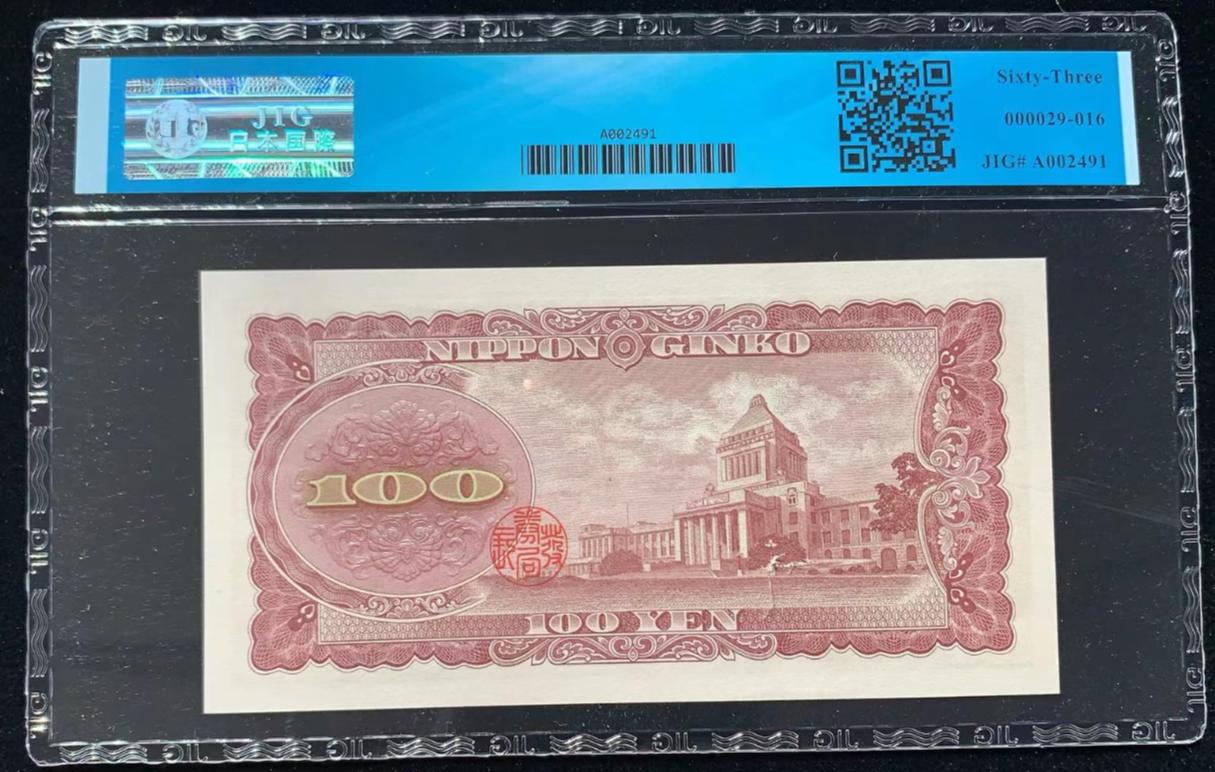 JIG
日本国際
A002491
Sixty-Three
000029-016
JIG# A002491
NIPPON GINKO
100
100 YEN